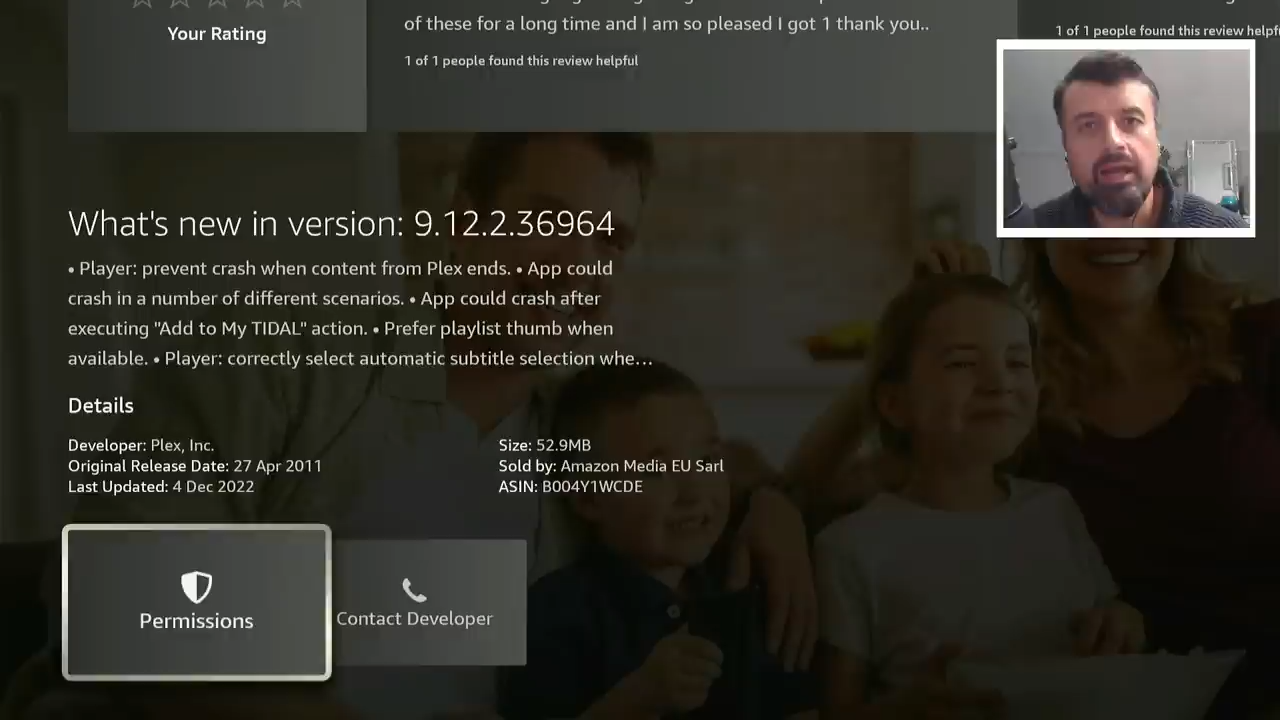 Your Rating
of these for a long time and I am so pleased I got 1 thank you..
1 of 1 people found this review helpful
1 of 1 people found this review
What's new in version: 9.12.2.36964
• Player: prevent crash when content from Plex ends. • App could
crash in a number of different scenarios. • App could crash after
executing "Add to My TIDAL" action. • Prefer playlist thumb when
available. • Player: correctly select automatic subtitle selection whe...
Details
Developer: Plex, Inc.
Original Release Date: 27 Apr 2011
Last Updated: 4 Dec 2022
Size: 52.9MB
Sold by: Amazon Media EU Sarl
ASIN: B004Y1WCDE
Permissions
Contact Developer